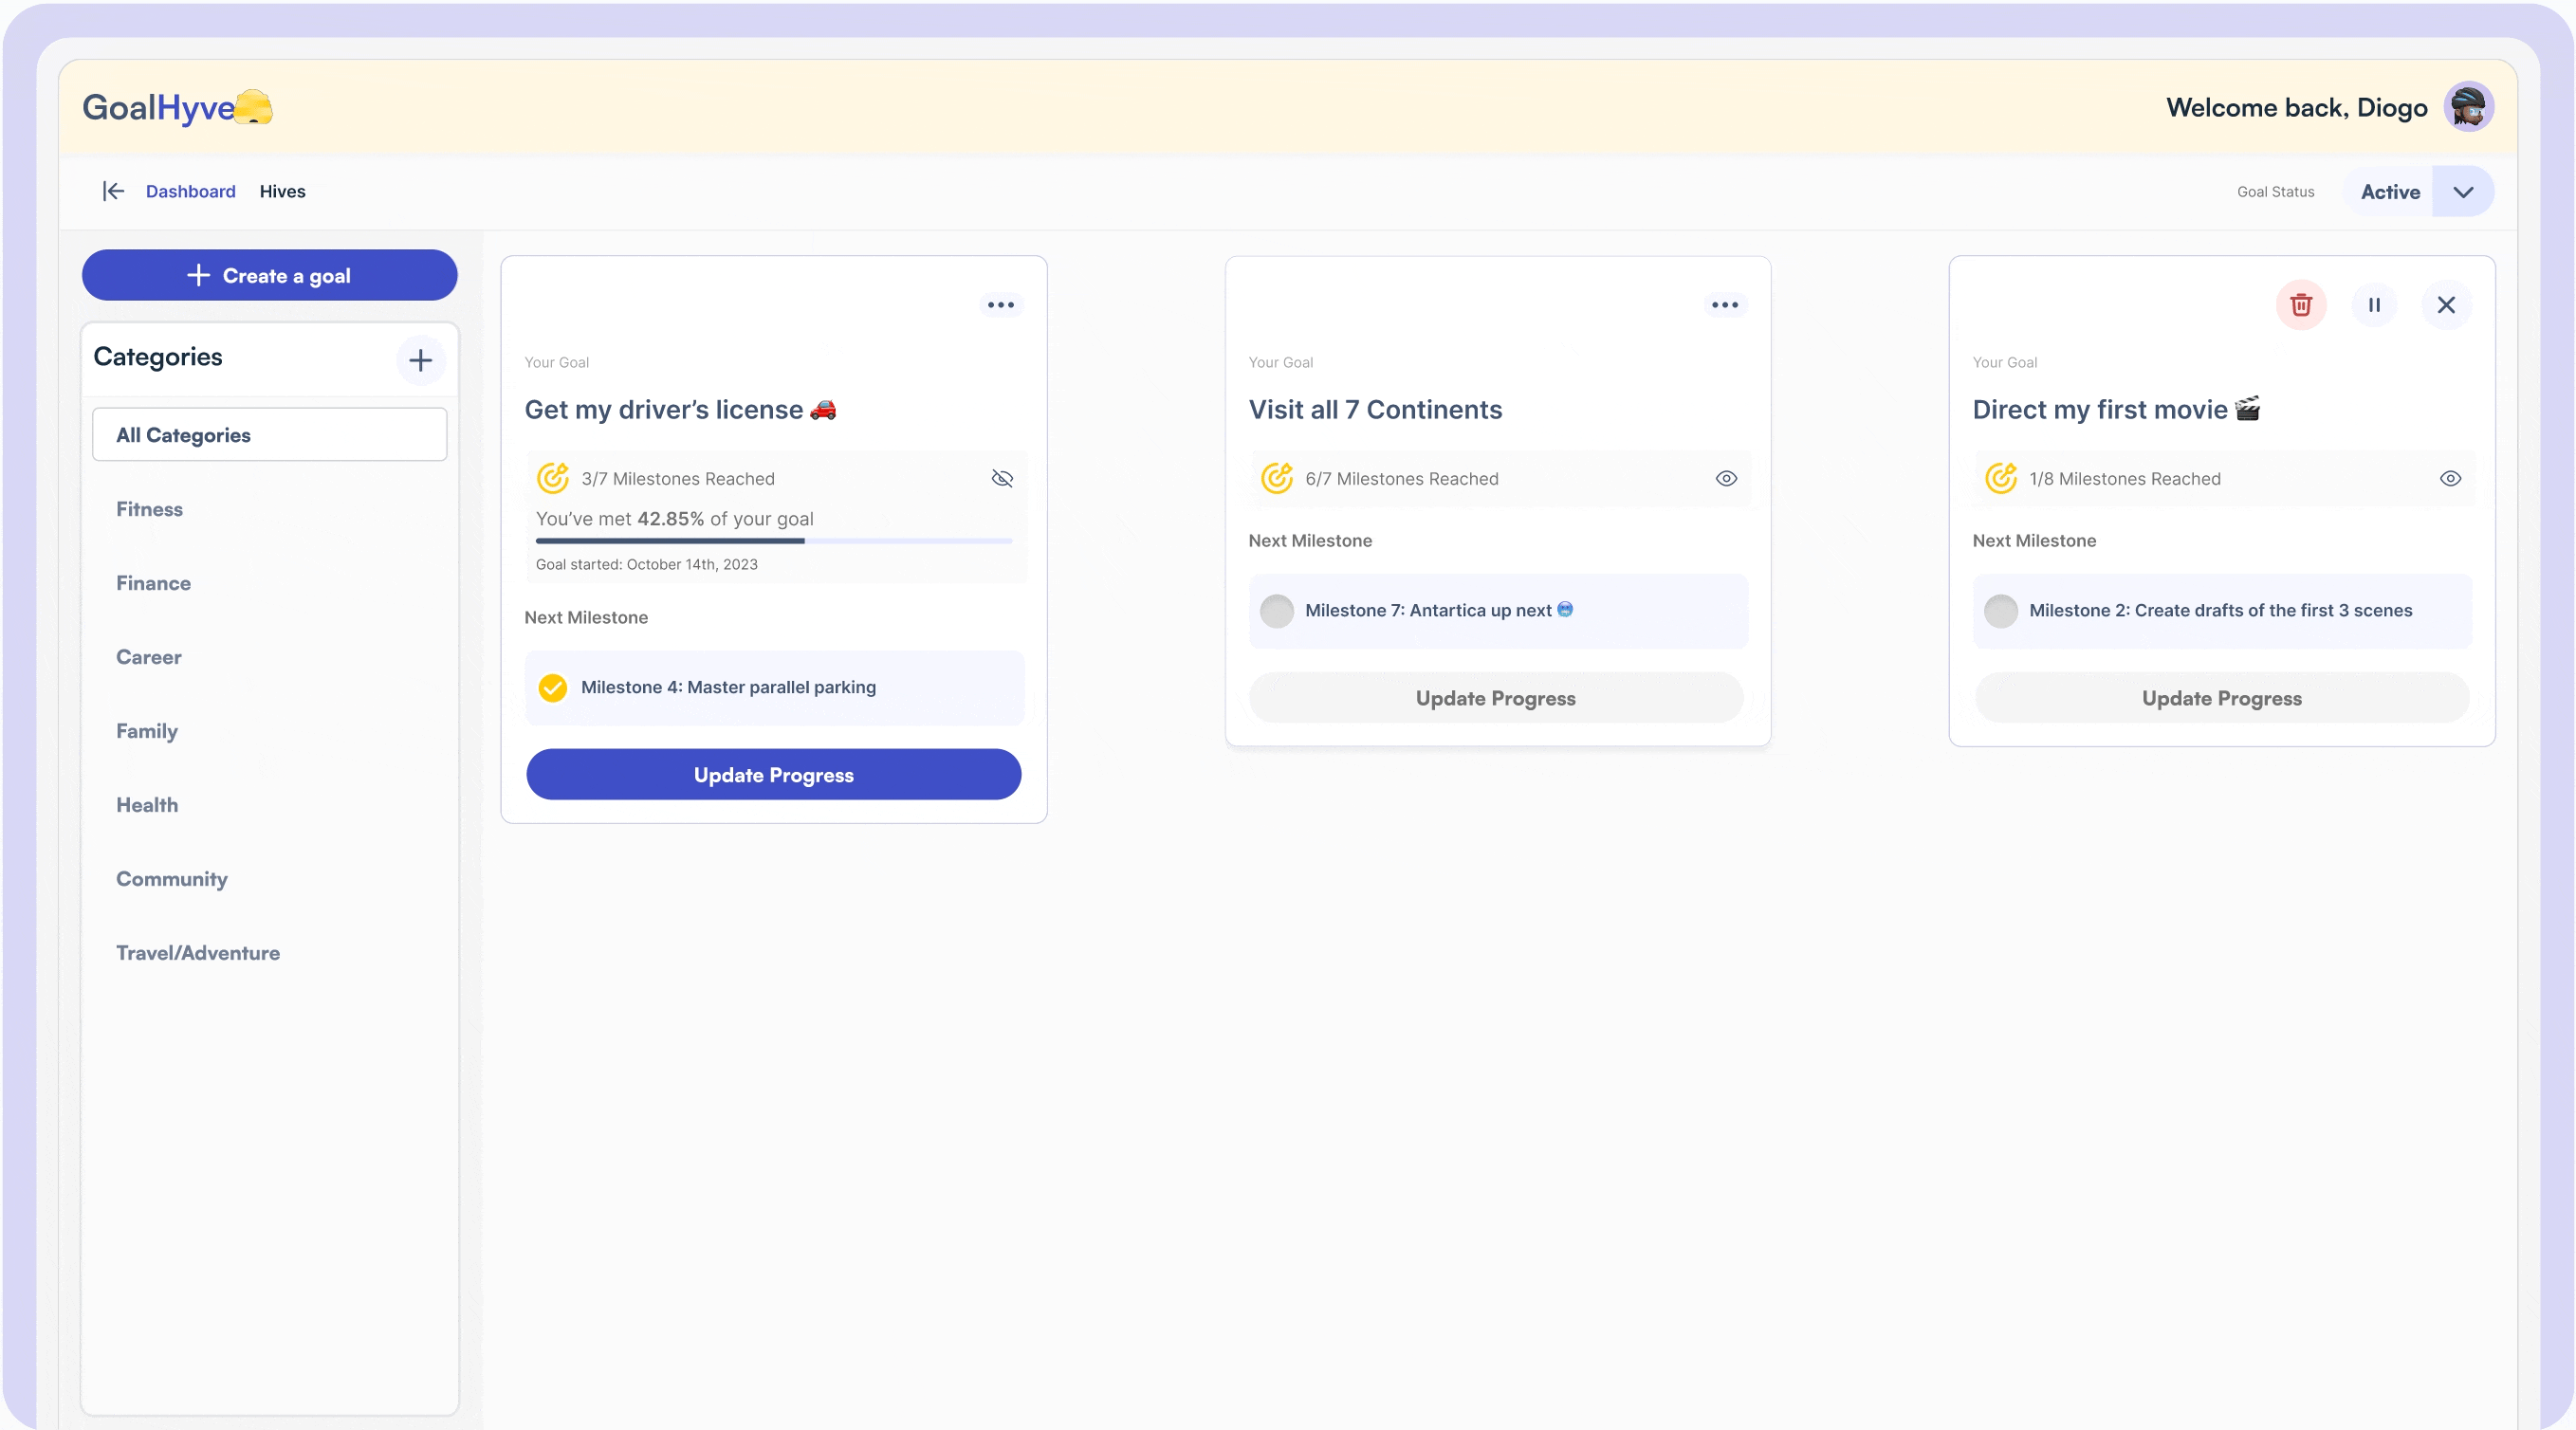 GoalHyve
Welcome back, Diogo
Dashboard
Hives
Goal Status
Active
Create a goal
Categories
All Categories
Fitness
Finance
Career
Family
Health
Community
Travel/Adventure
Your Goal
Get my driver’s license 🚗
3/7 Milestones Reached
You’ve met 42.85% of your goal
Goal started: October 14th, 2023
Next Milestone
Milestone 4: Master parallel parking
Update Progress
Your Goal
Visit all 7 Continents
6/7 Milestones Reached
Next Milestone
Milestone 7: Antartica up next 🥶
Update Progress
Your Goal
Direct my first movie 🎬
1/8 Milestones Reached
Next Milestone
Milestone 2: Create drafts of the first 3 scenes
Update Progress